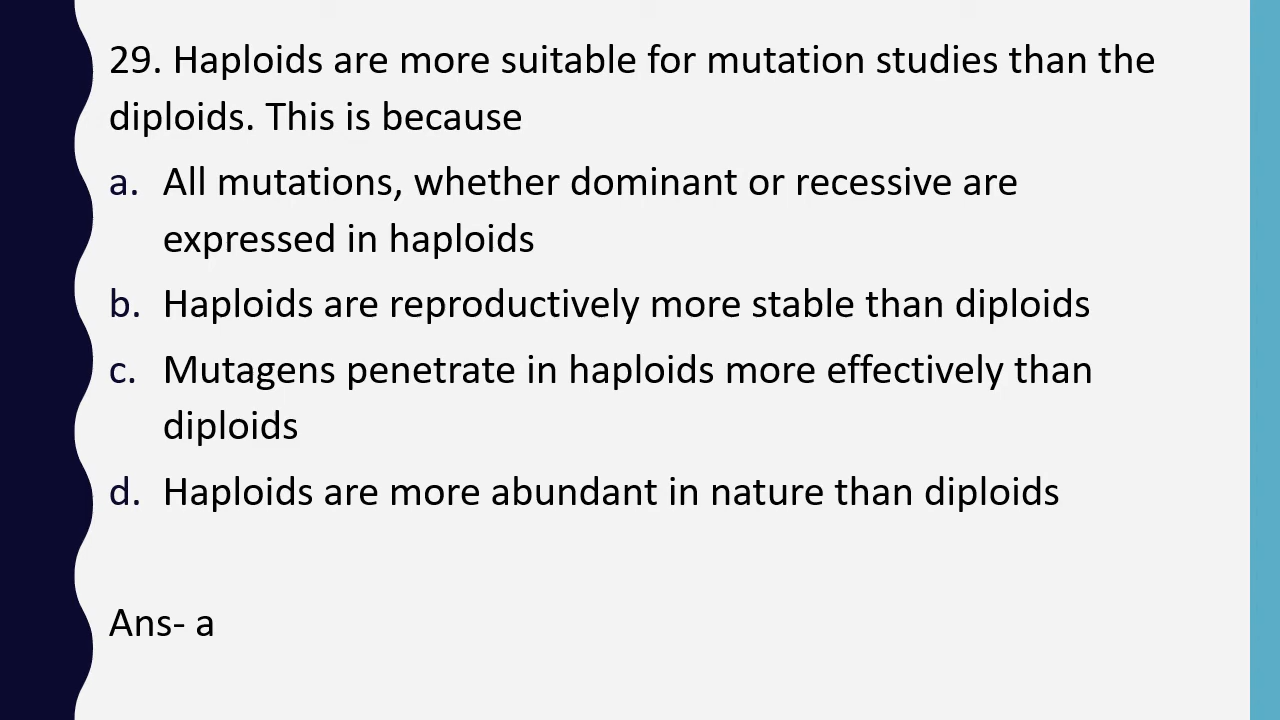 29. Haploids are more suitable for mutation studies than the
diploids. This is because
a. All mutations, whether dominant or recessive are
expressed in haploids
b. Haploids are reproductively more stable than diploids
c. Mutagens penetrate in haploids more effectively than
diploids
d. Haploids are more abundant in nature than diploids
Ans- a